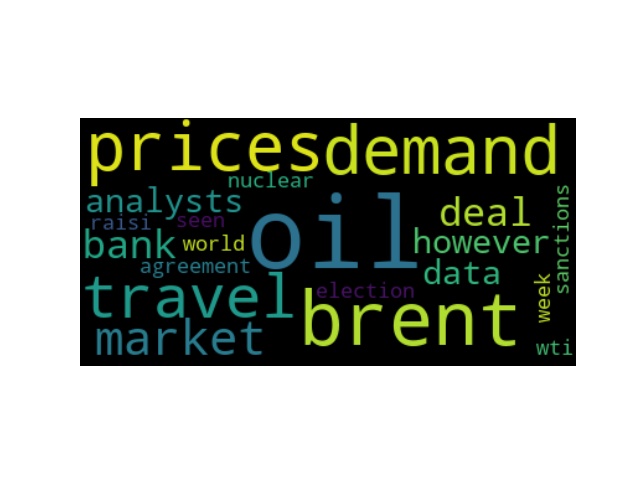 prices demand
nuclear
analysts
sanctions
raisi seen
oil
deal
bank world
however
agreement
data
travel
election
week
brent
market
wti